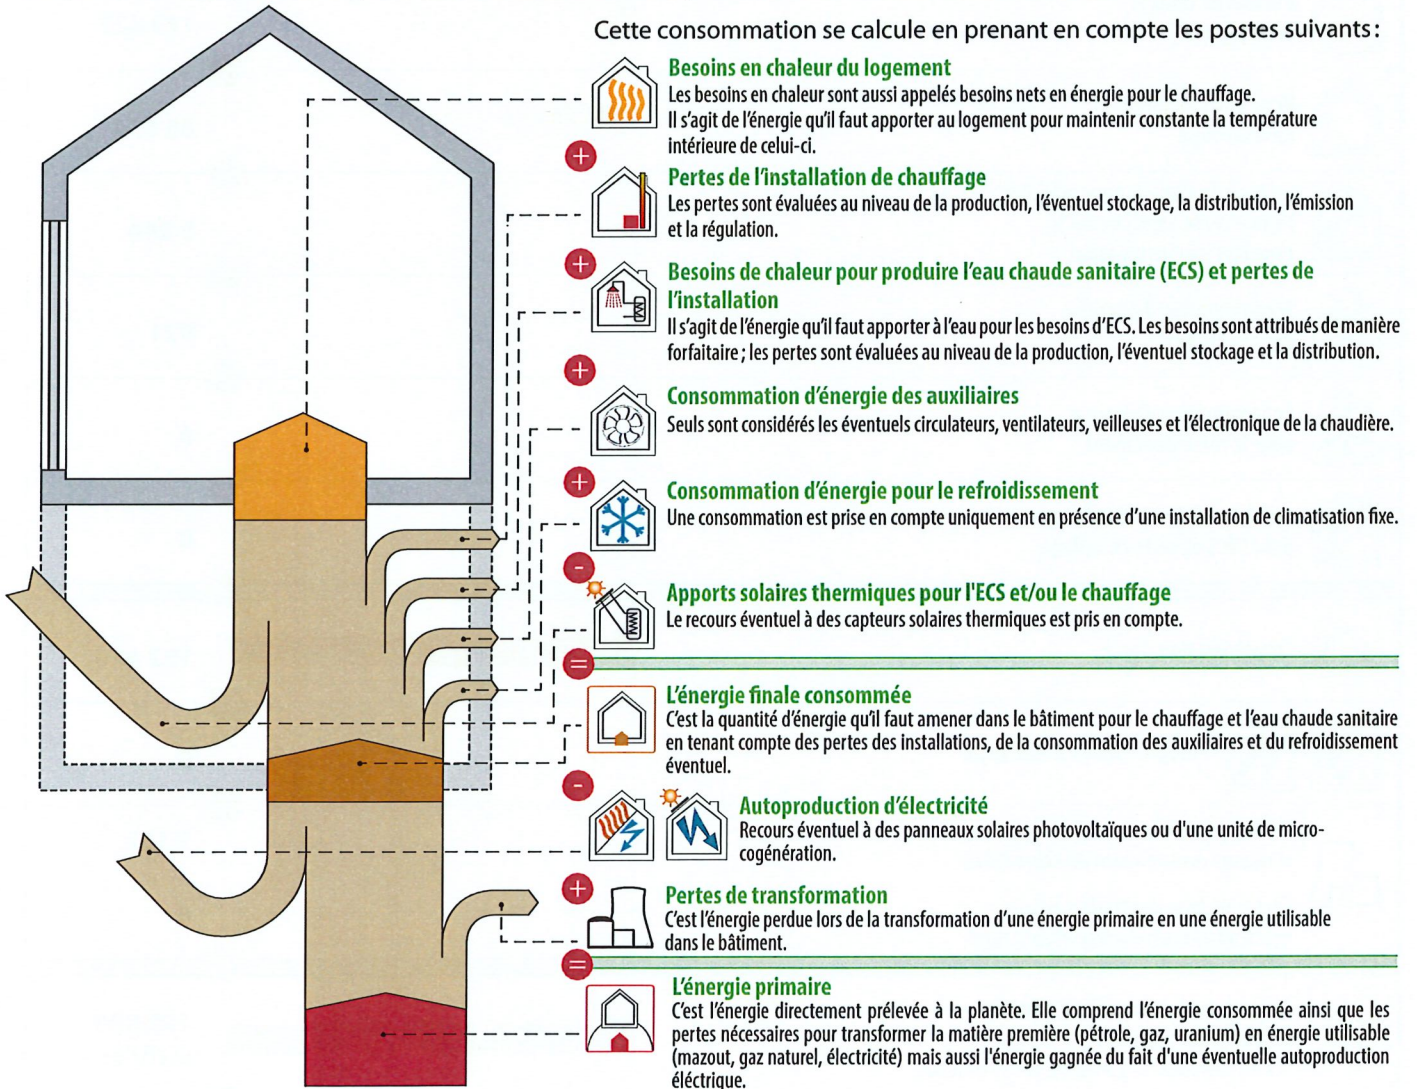 Cette consommation se calcule en prenant en compte les postes suivants :
Besoins en chaleur du logement
Les besoins en chaleur sont aussi appelés besoins nets en énergie pour le chauffage.
Il s'agit de l'énergie qu'il faut apporter au logement pour maintenir constante la température
intérieure de celui-ci.
+
Pertes de l'installation de chauffage
Les pertes sont évaluées au niveau de la production, l'éventuel stockage, la distribution, l'émission
et la régulation.
+
Besoins de chaleur pour produire l'eau chaude sanitaire (ECS) et pertes de
l'installation
Il s'agit de l'énergie qu'il faut apporter à l'eau pour les besoins d'ECS. Les besoins sont attribués de manière
forfaitaire ; les pertes sont évaluées au niveau de la production, l'éventuel stockage et la distribution.
+
Consommation d'énergie des auxiliaires
Seuls sont considérés les éventuels circulateurs, ventilateurs, veilleuses et l'électronique de la chaudière.
+
Consommation d'énergie pour le refroidissement
Une consommation est prise en compte uniquement en présence d'une installation de climatisation fixe.
-
Apports solaires thermiques pour l'ECS et/ou le chauffage
Le recours éventuel à des capteurs solaires thermiques est pris en compte.
=
L'énergie finale consommée
C'est la quantité d'énergie qu'il faut amener dans le bâtiment pour le chauffage et l'eau chaude sanitaire
en tenant compte des pertes des installations, de la consommation des auxiliaires et du refroidissement
éventuel.
-
Autoproduction d'électricité
Recours éventuel à des panneaux solaires photovoltaïques ou d'une unité de micro-
cogénération.
+
Pertes de transformation
C'est l'énergie perdue lors de la transformation d'une énergie primaire en une énergie utilisable
dans le bâtiment.
=
L'énergie primaire
C'est l'énergie directement prélevée à la planète. Elle comprend l'énergie consommée ainsi que les
pertes nécessaires pour transformer la matière première (pétrole, gaz, uranium) en énergie utilisable
(mazout, gaz naturel, électricité) mais aussi l'énergie gagnée du fait d'une éventuelle autoproduction
éléctrique.